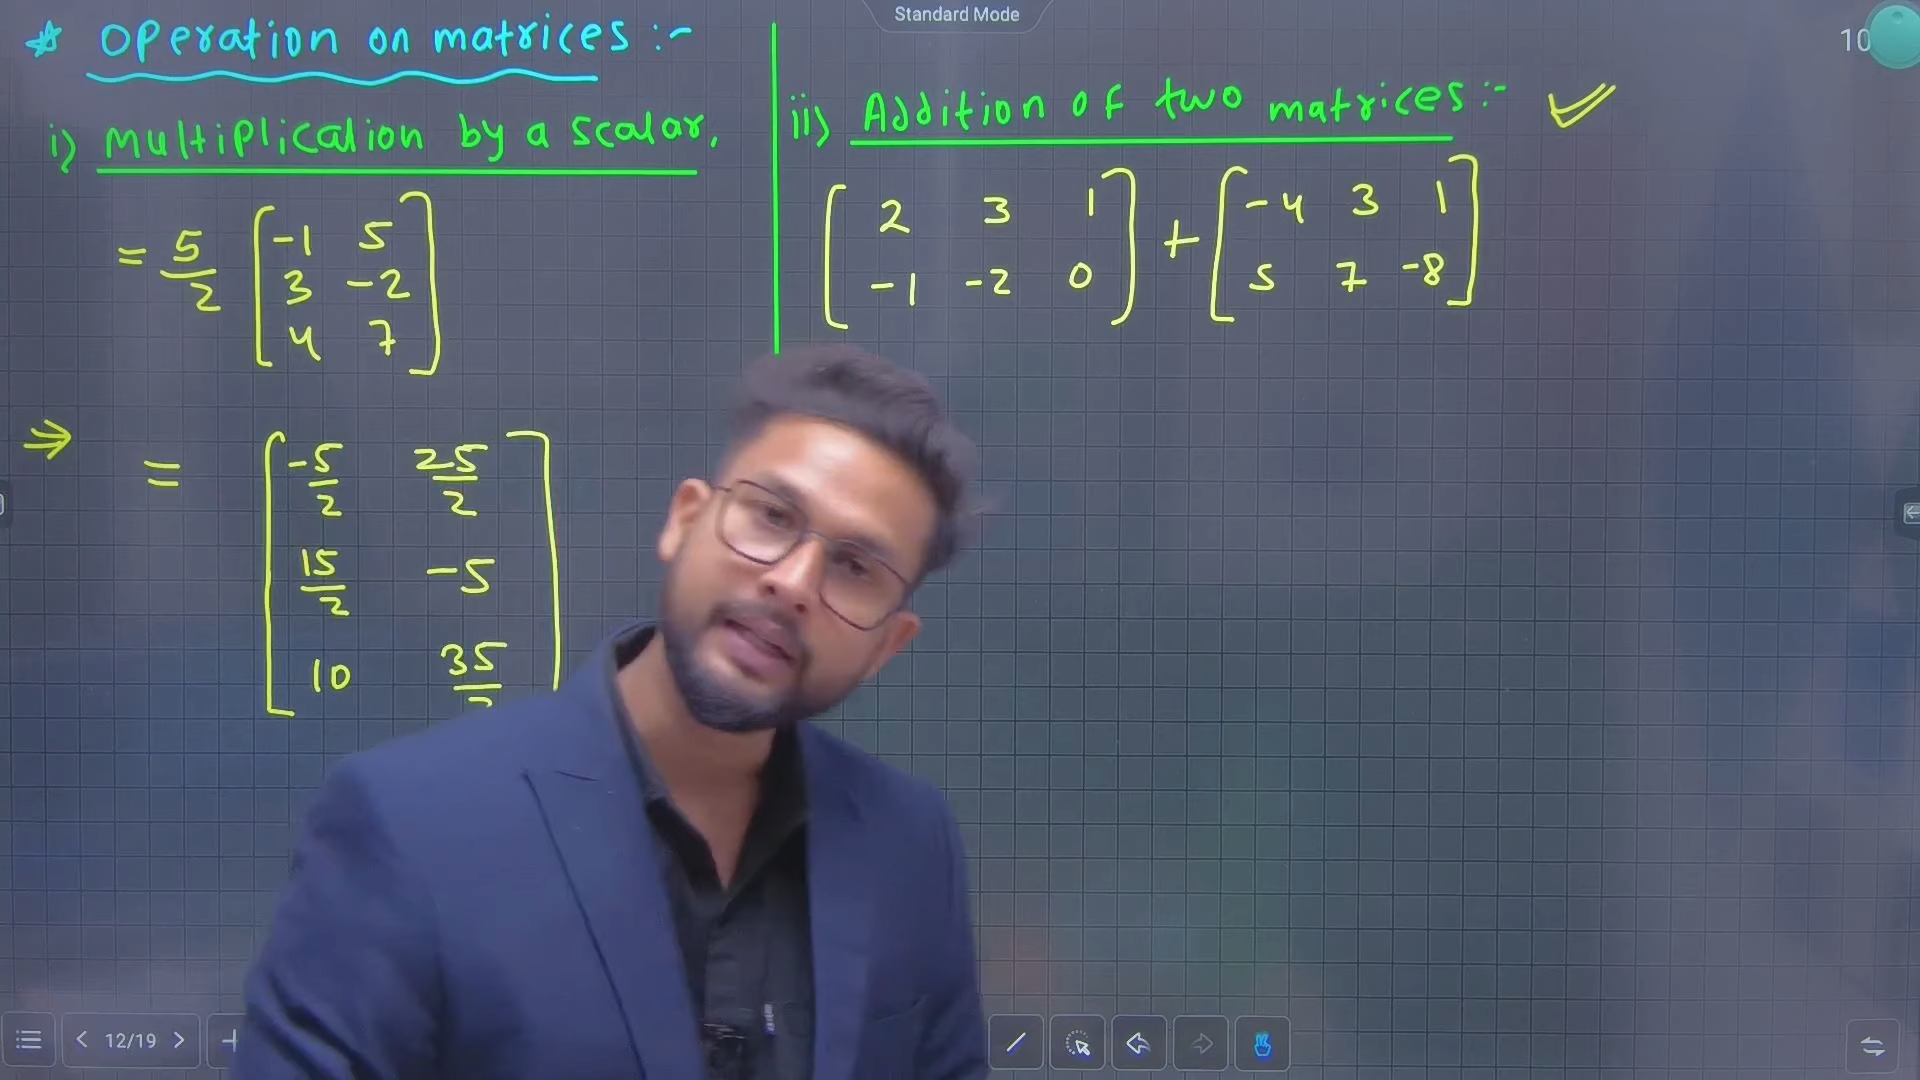 Standard Mode
10
☆ Operation on matrices :-
i) Multiplication by a scalar,
= 5/2 [ -1 5
3 -2
4 7 ]
⇒ = [ -5/2 25/2
15/2 -5
10 35/2 ]
ii) Addition of two matrices :- ✓
[ 2 3 1 ] + [ -4 3 1 ]
[ -1 -2 0 ] [ 5 7 -8 ]
12/19